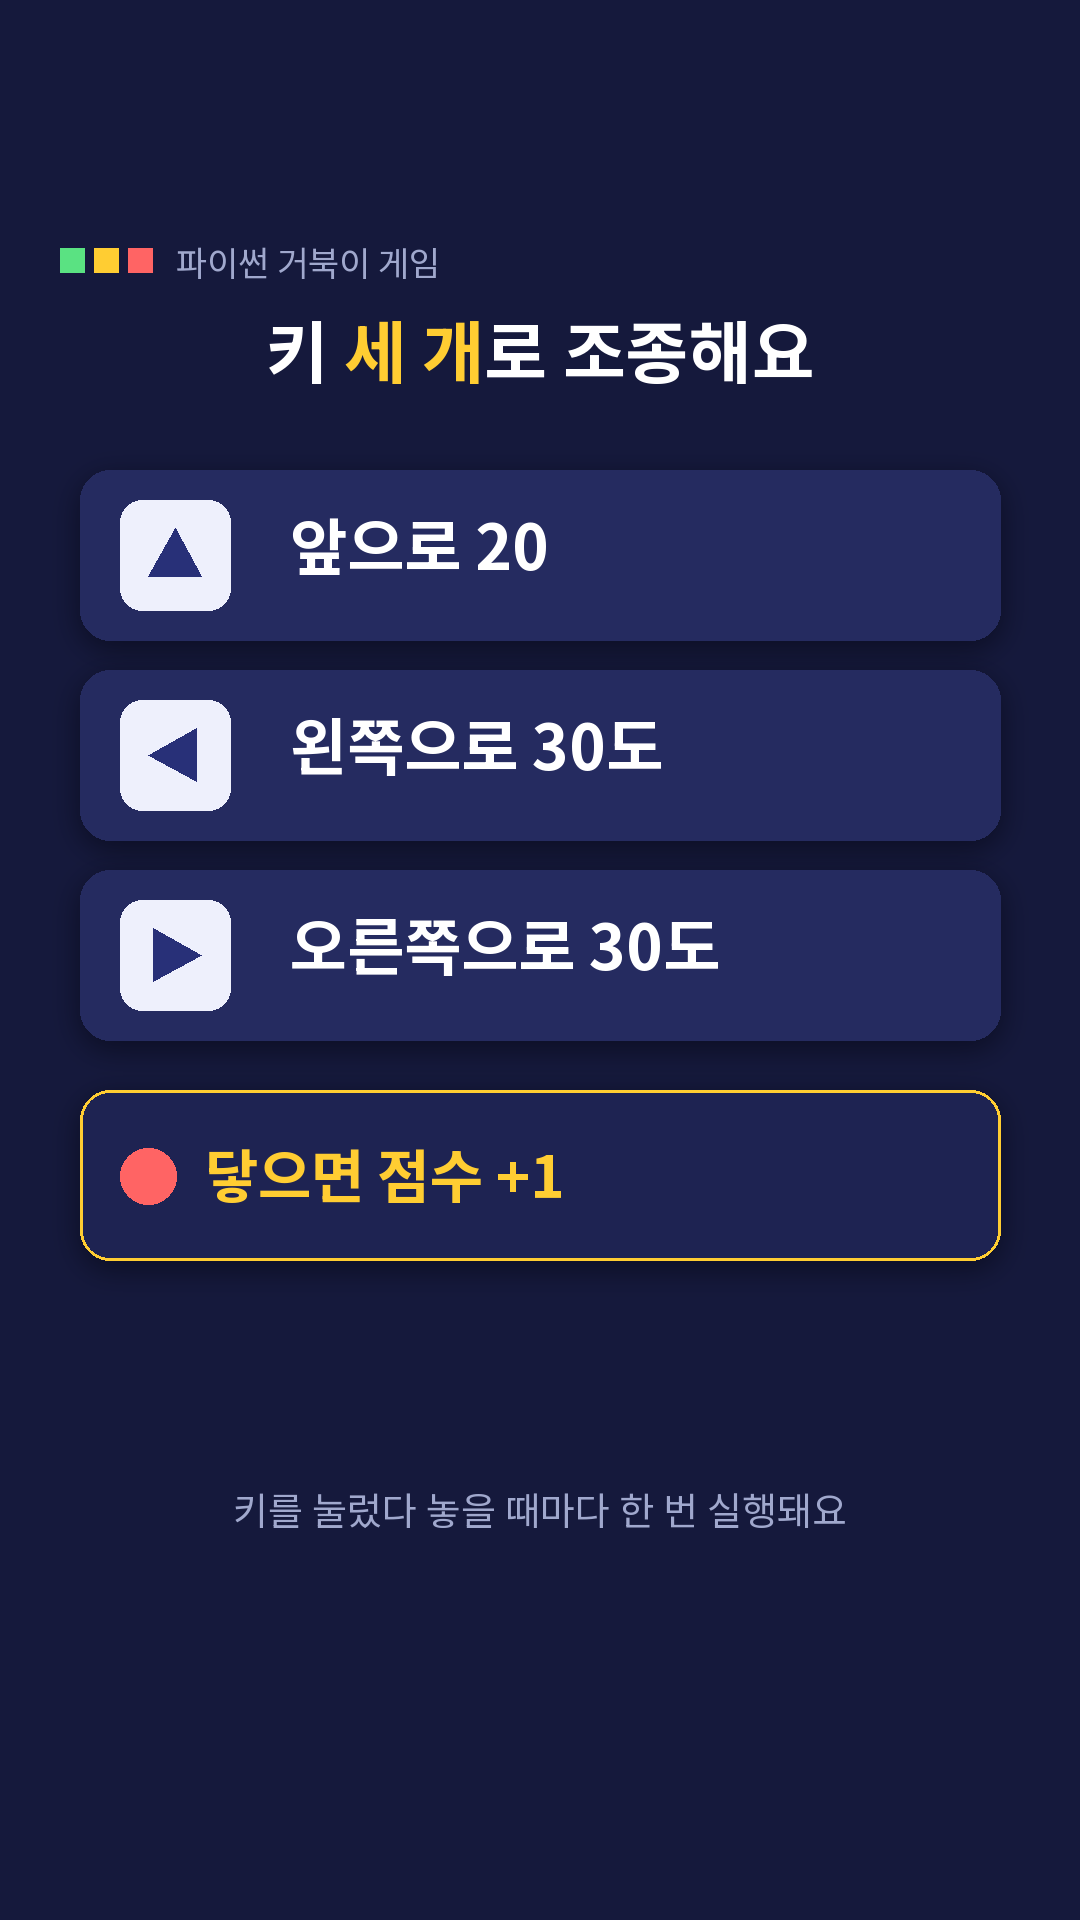 파이썬 거북이 게임
키 세 개로 조종해요
앞으로 20
왼쪽으로 30도
오른쪽으로 30도
닿으면 점수 +1
키를 눌렀다 놓을 때마다 한 번 실행돼요